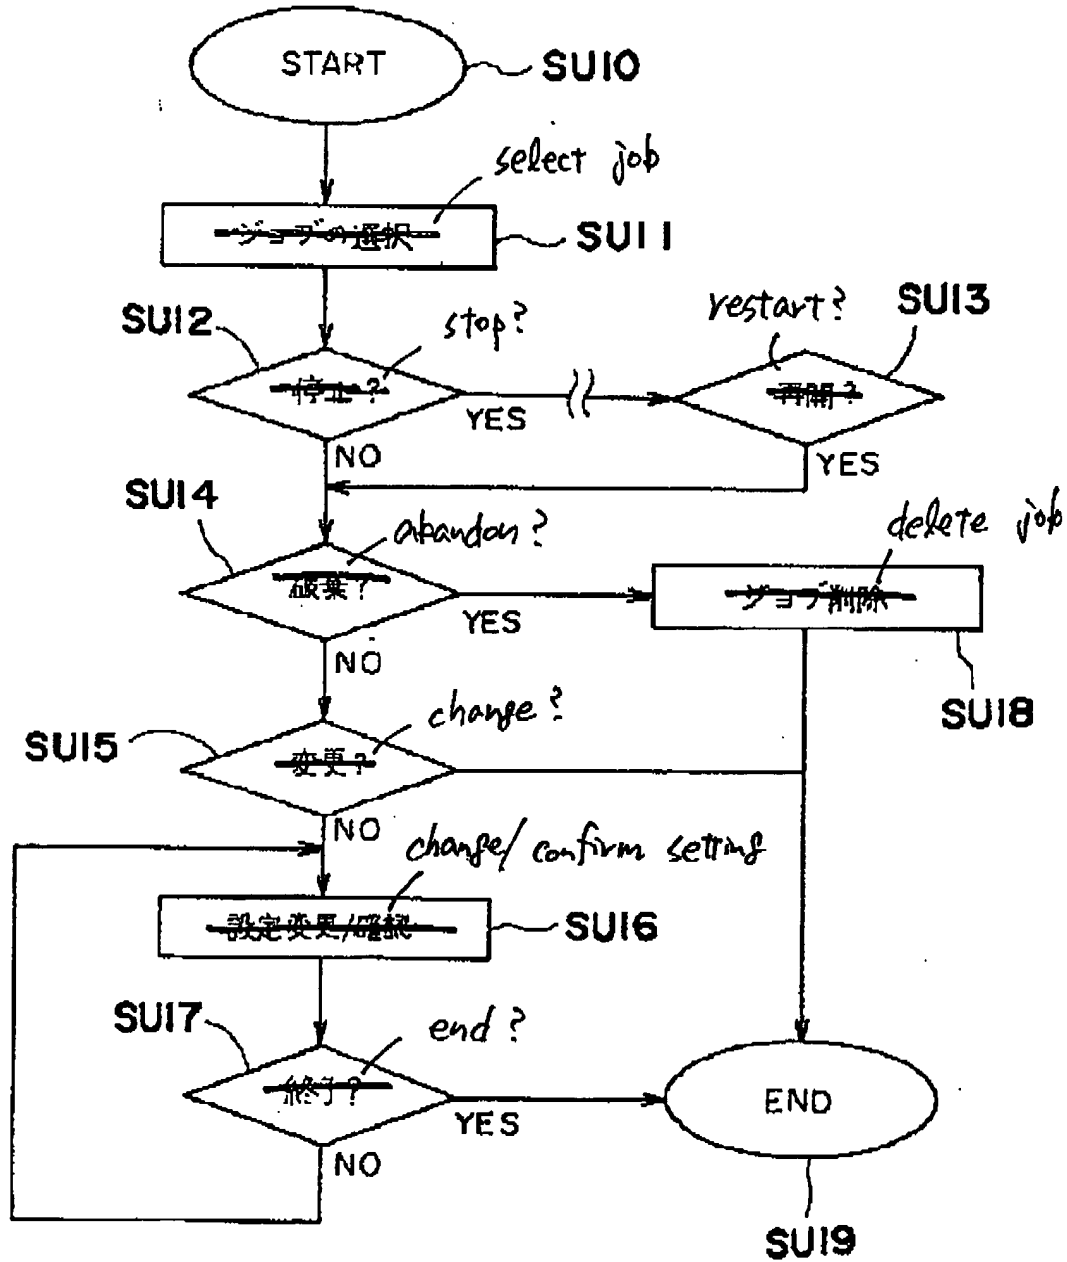 START
SU10
select job
ジョブの選択
SU11
SU12
stop?
停止?
YES
NO
restart?
SU13
再開?
YES
SU14
abandon?
破棄?
YES
NO
delete job
ジョブ削除
SU18
SU15
change?
変更?
NO
change/confirm setting
設定変更/確認
SU16
SU17
end?
終了?
YES
NO
END
SU19